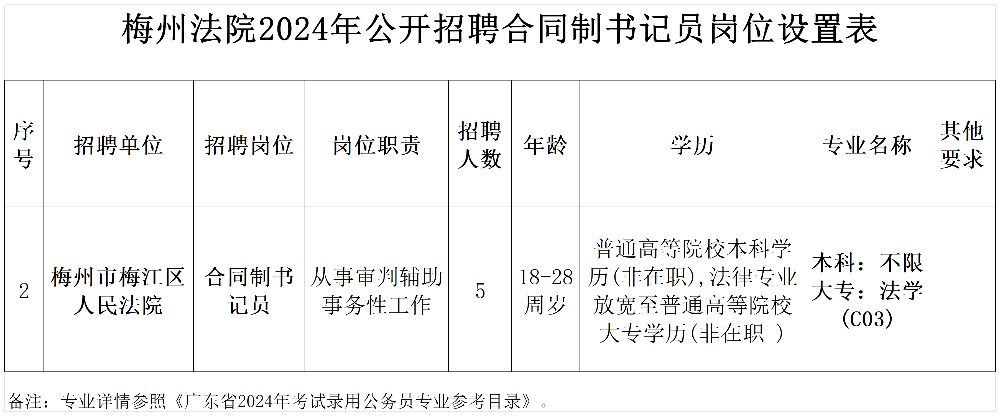 梅州法院2024年公开招聘合同制书记员岗位设置表
序
号
招聘单位
招聘岗位
岗位职责
招聘
人数
年龄
学历
专业名称
其他
要求
2
梅州市梅江区
人民法院
合同制书
记员
从事审判辅助
事务性工作
5
18-28
周岁
普通高等院校本科学
历(非在职),法律专业
放宽至普通高等院校
大专学历(非在职 )
本科：不限
大专：法学
(C03)
备注：专业详情参照《广东省2024年考试录用公务员专业参考目录》。